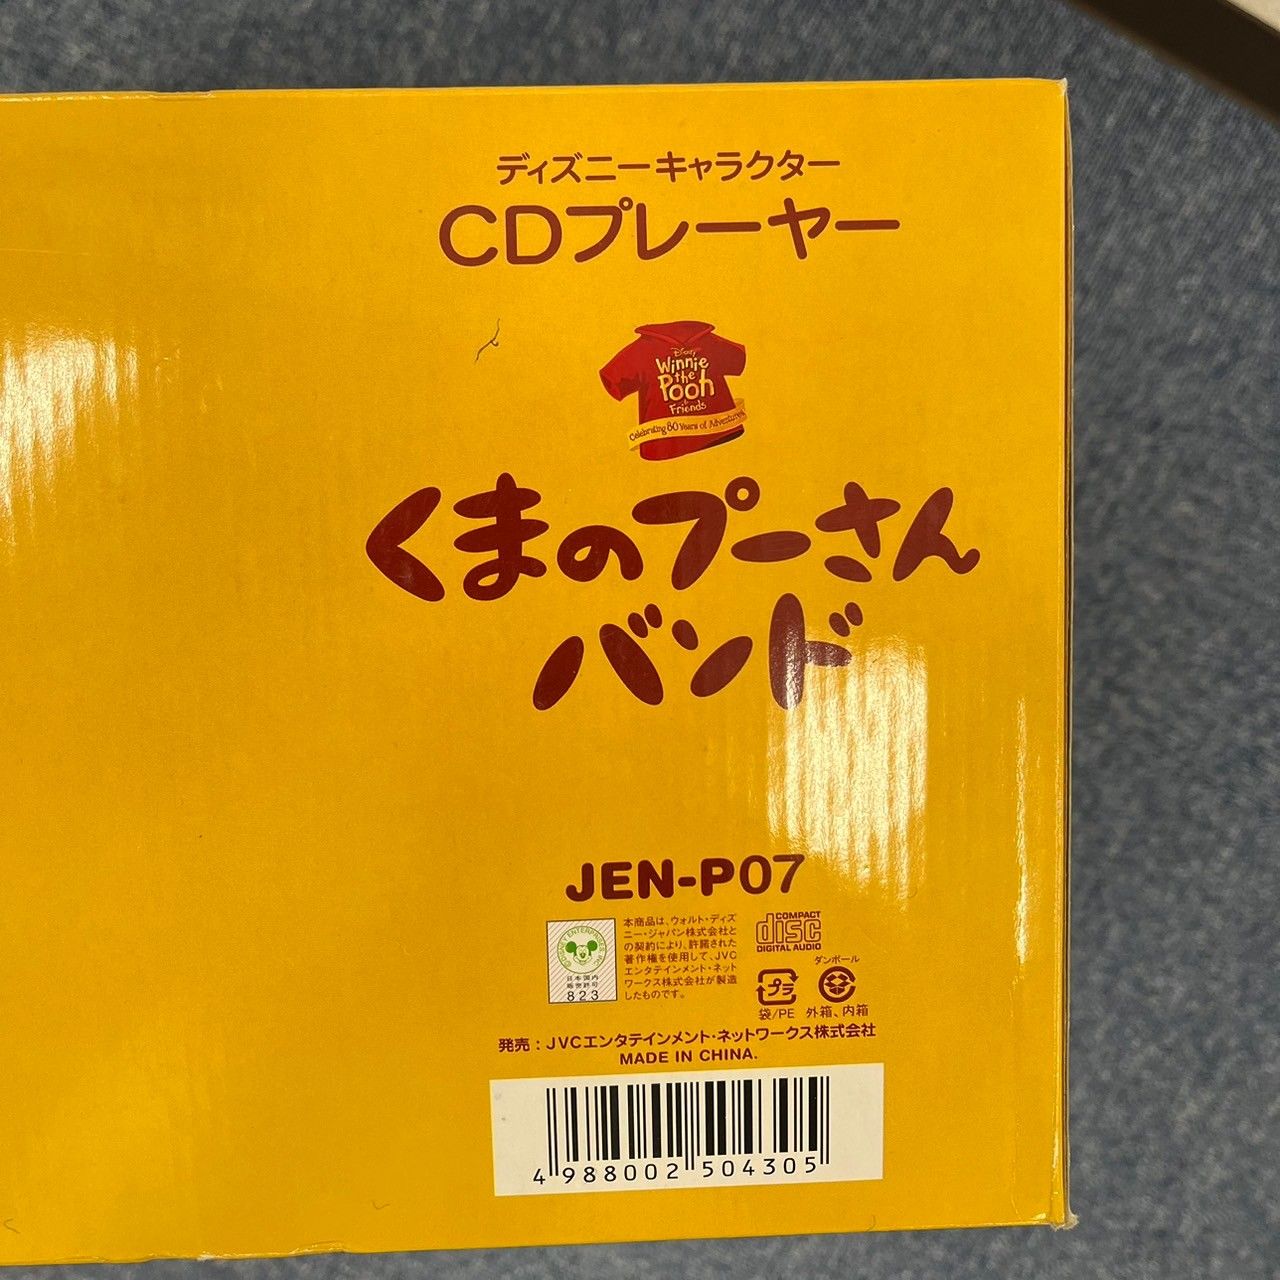 ディズニーキャラクター
CDプレーヤー
Disney
Winnie
the
Pooh
+
Friends
Celebrating 80 Years of Adventures
くまのプーさん
バンド
JEN-P07
©DISNEY ENTERPRISES INC.
日本国内
販売許可
823
本商品は、ウォルト・ディズ
ニー・ジャパン株式会社と
の契約により、許諾された
著作権を使用して、JVC
エンタテインメント・ネット
ワークス株式会社が製造
したものです。
COMPACT
disc
DIGITAL AUDIO
プラ
袋/PE
ダンボール
外箱、内箱
発売：JVCエンタテインメント・ネットワークス株式会社
MADE IN CHINA.
4 988002 504305